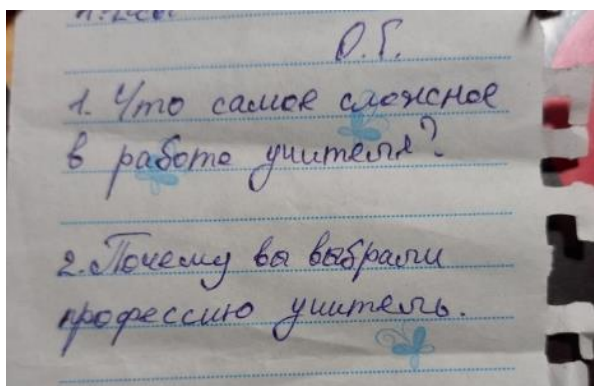 О.Г.
1. Что самое сложное
в работе учителя?
2. Почему вы выбрали
профессию учитель.